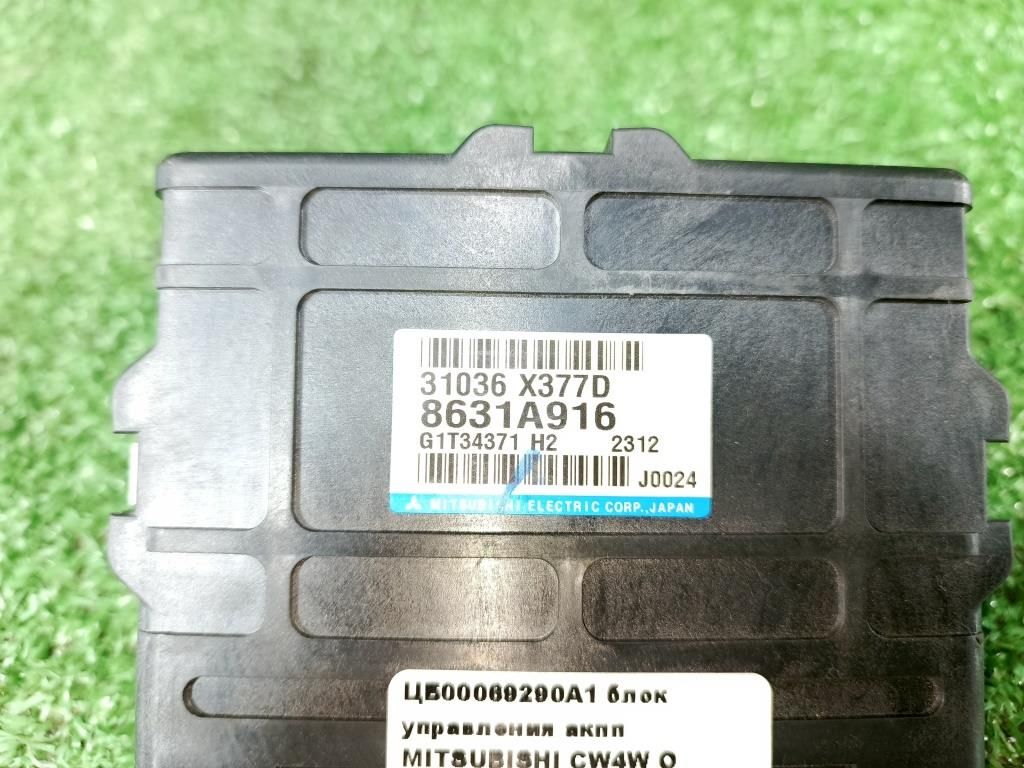 31036 X377D
8631A916
G1T34371 H2 2312
J0024
MITSUBISHI ELECTRIC CORP., JAPAN
ЦБ00069290A1 блок
управления акпп
MITSUBISHI CW4W O